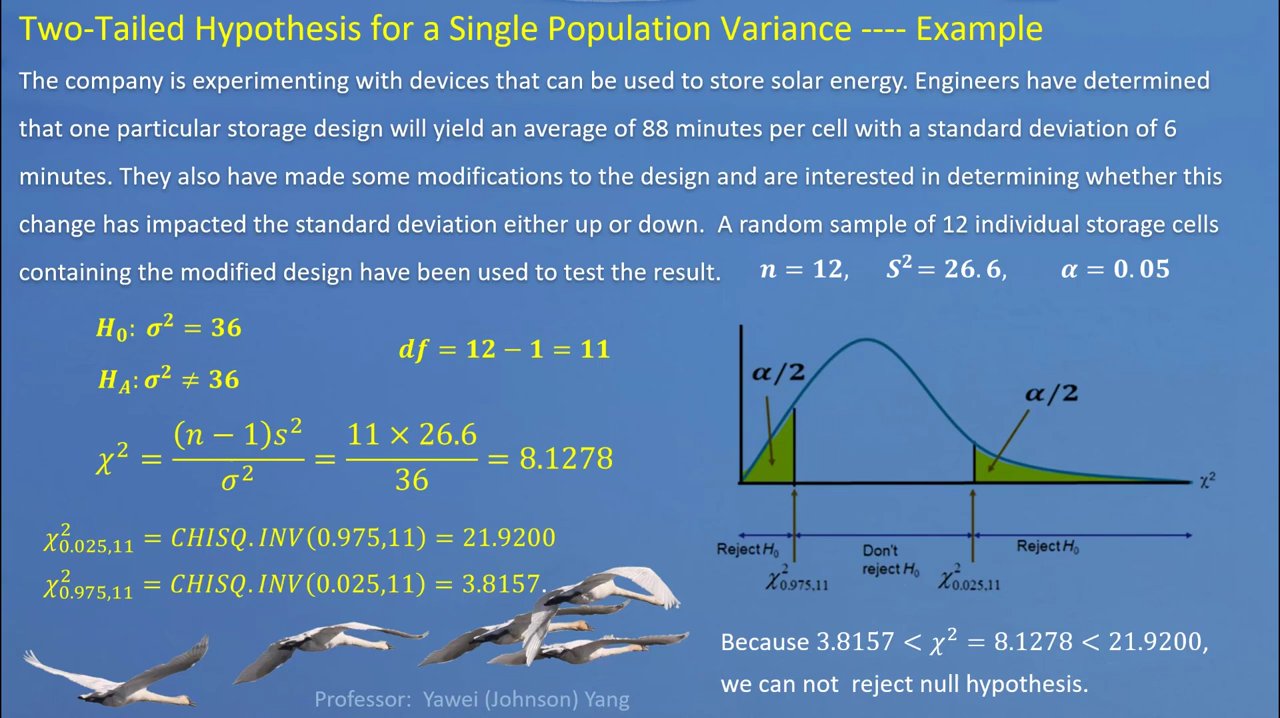 Two-Tailed Hypothesis for a Single Population Variance ---- Example
The company is experimenting with devices that can be used to store solar energy. Engineers have determined
that one particular storage design will yield an average of 88 minutes per cell with a standard deviation of 6
minutes. They also have made some modifications to the design and are interested in determining whether this
change has impacted the standard deviation either up or down. A random sample of 12 individual storage cells
containing the modified design have been used to test the result. n = 12, S² = 26.6, α = 0.05
H₀: σ² = 36
df = 12 − 1 = 11
H_A: σ² ≠ 36
χ² = (n − 1)s² / σ² = 11 × 26.6 / 36 = 8.1278
χ²_0.025,11 = CHISQ.INV(0.975,11) = 21.9200
χ²_0.975,11 = CHISQ.INV(0.025,11) = 3.8157.
α/2
α/2
χ²
Reject H₀
Don't reject H₀
Reject H₀
χ²_0.975,11
χ²_0.025,11
Because 3.8157 < χ² = 8.1278 < 21.9200,
we can not reject null hypothesis.
Professor: Yawei (Johnson) Yang